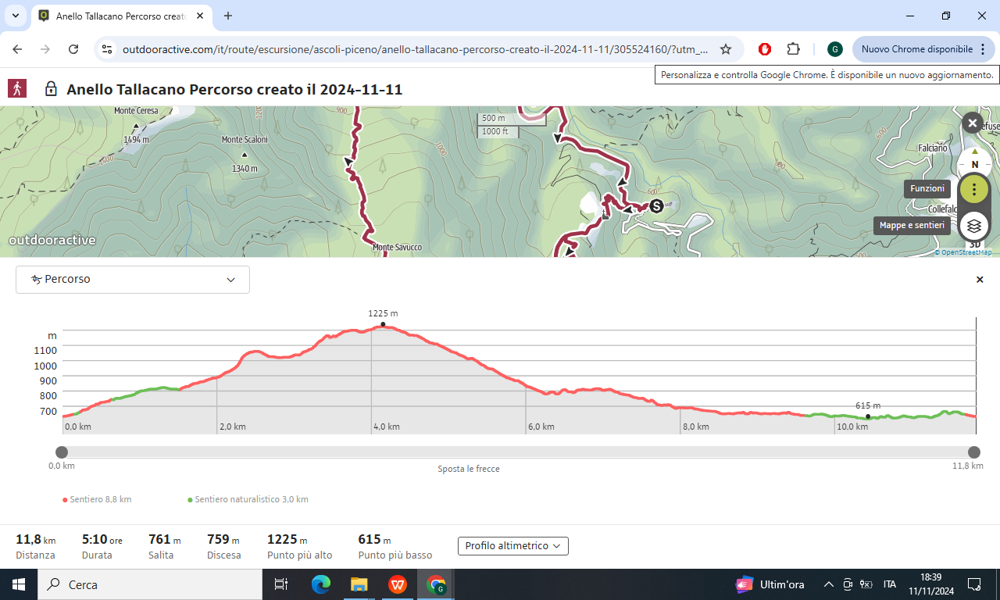 Anello Tallacano Percorso creato
outdooractive.com/it/route/escursione/ascoli-piceno/anello-tallacano-percorso-creato-il-2024-11-11/305524160/?utm_...
G
Nuovo Chrome disponibile
Personalizza e controlla Google Chrome. È disponibile un nuovo aggiornamento.
Anello Tallacano Percorso creato il 2024-11-11
Monte Ceresa
1494 m
Monte Scaloni
1340 m
1200
900
1000
500 m
1000 ft
600
S
Falciano
N
Funzioni
Collefalc
Mappe e sentieri
3D
outdooractive
Monte Savucco
© OpenStreetMap
Percorso
1225 m
m
1100
1000
900
800
700
615 m
0,0 km
2,0 km
4,0 km
6,0 km
8,0 km
10,0 km
0,0 km
Sposta le frecce
11,8 km
Sentiero 8,8 km
Sentiero naturalistico 3,0 km
11,8 km
Distanza
5:10 ore
Durata
761 m
Salita
759 m
Discesa
1225 m
Punto più alto
615 m
Punto più basso
Profilo altimetrico
Cerca
Ultim'ora
ITA
18:39
11/11/2024